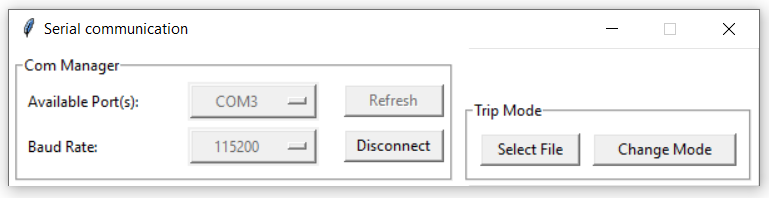 Serial communication
Com Manager
Available Port(s): COM3 Refresh
Baud Rate: 115200 Disconnect
Trip Mode
Select File Change Mode